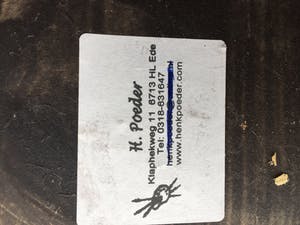 H. Poeder
Klaphekweg 11 6713 HL Ede
Tel: 0318-631647
www.henkpoeder.com